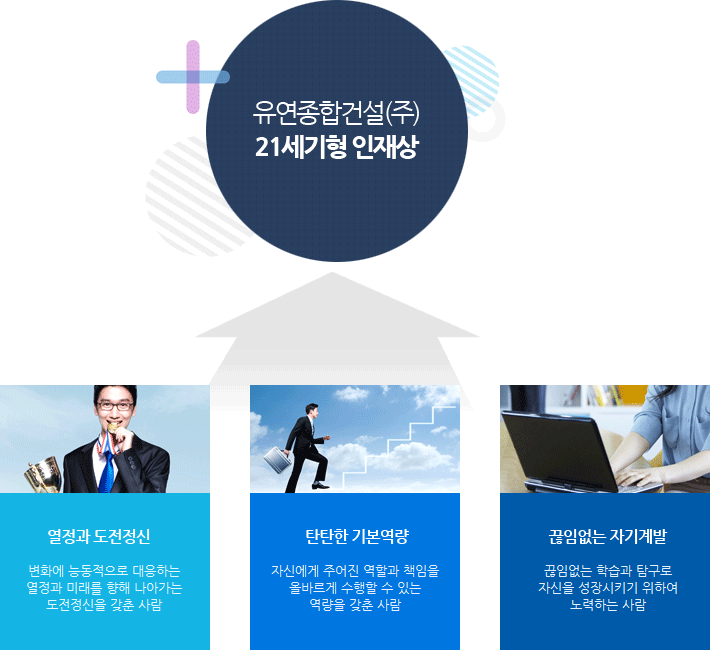 유연종합건설(주)
21세기형 인재상
열정과 도전정신
변화에 능동적으로 대응하는
열정과 미래를 향해 나아가는
도전정신을 갖춘 사람
탄탄한 기본역량
자신에게 주어진 역할과 책임을
올바르게 수행할 수 있는
역량을 갖춘 사람
끊임없는 자기계발
끊임없는 학습과 탐구로
자신을 성장시키기 위하여
노력하는 사람